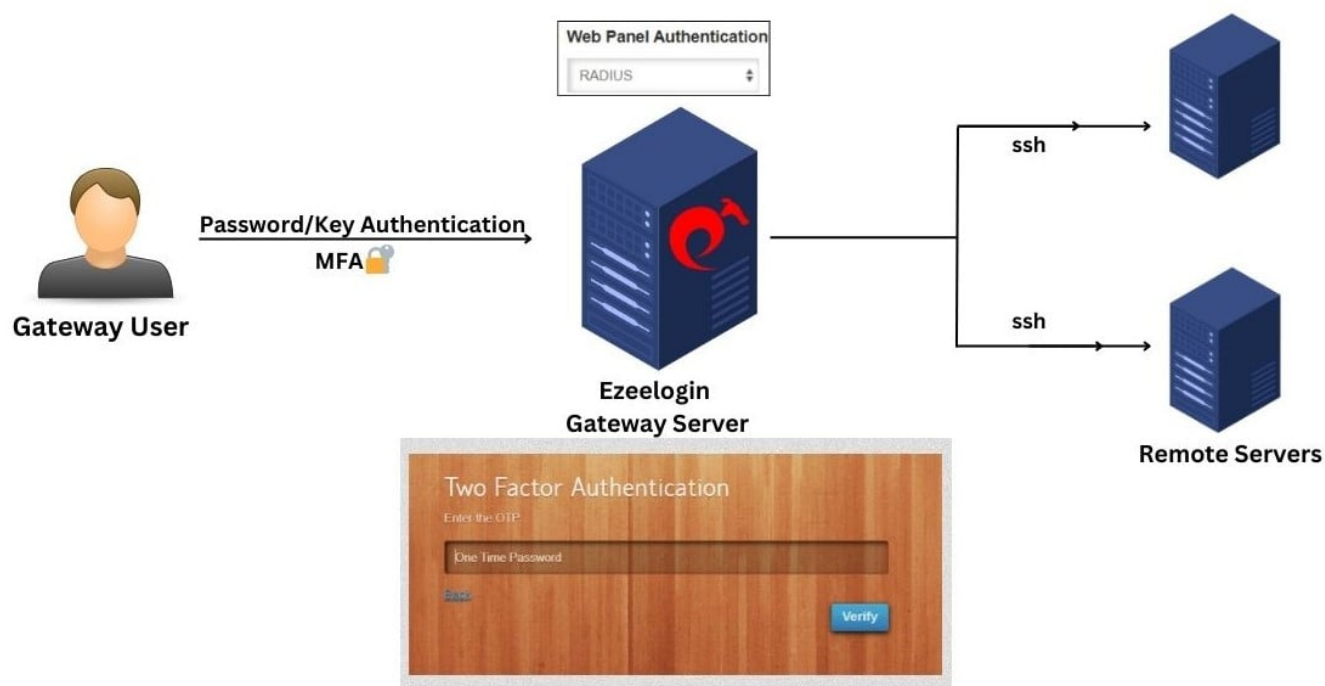 Web Panel Authentication
RADIUS
ssh
Password/Key Authentication
MFA
Gateway User
ssh
Ezeelogin
Gateway Server
Remote Servers
Two Factor Authentication
Enter the OTP
One Time Password
Back
Verify